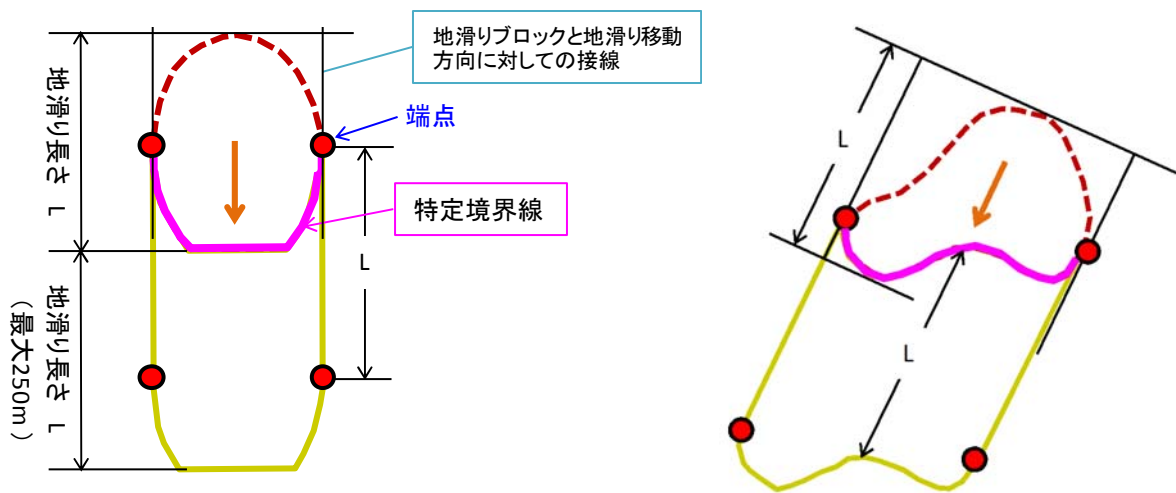 地滑りブロックと地滑り移動
方向に対しての接線
端点
地滑り長さ L
特定境界線
L
地滑り長さ L
(最大250m)
L
L